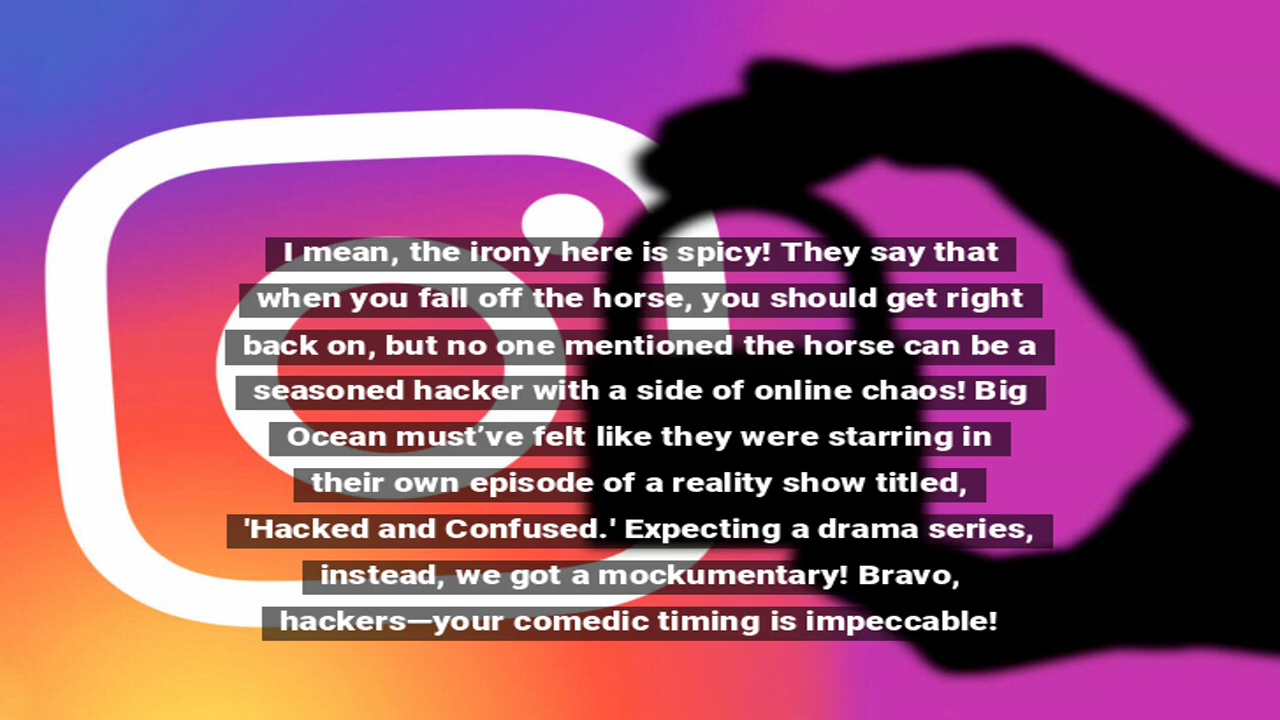 I mean, the irony here is spicy! They say that
when you fall off the horse, you should get right
back on, but no one mentioned the horse can be a
seasoned hacker with a side of online chaos! Big
Ocean must've felt like they were starring in
their own episode of a reality show titled,
'Hacked and Confused.' Expecting a drama series,
instead, we got a mockumentary! Bravo,
hackers—your comedic timing is impeccable!